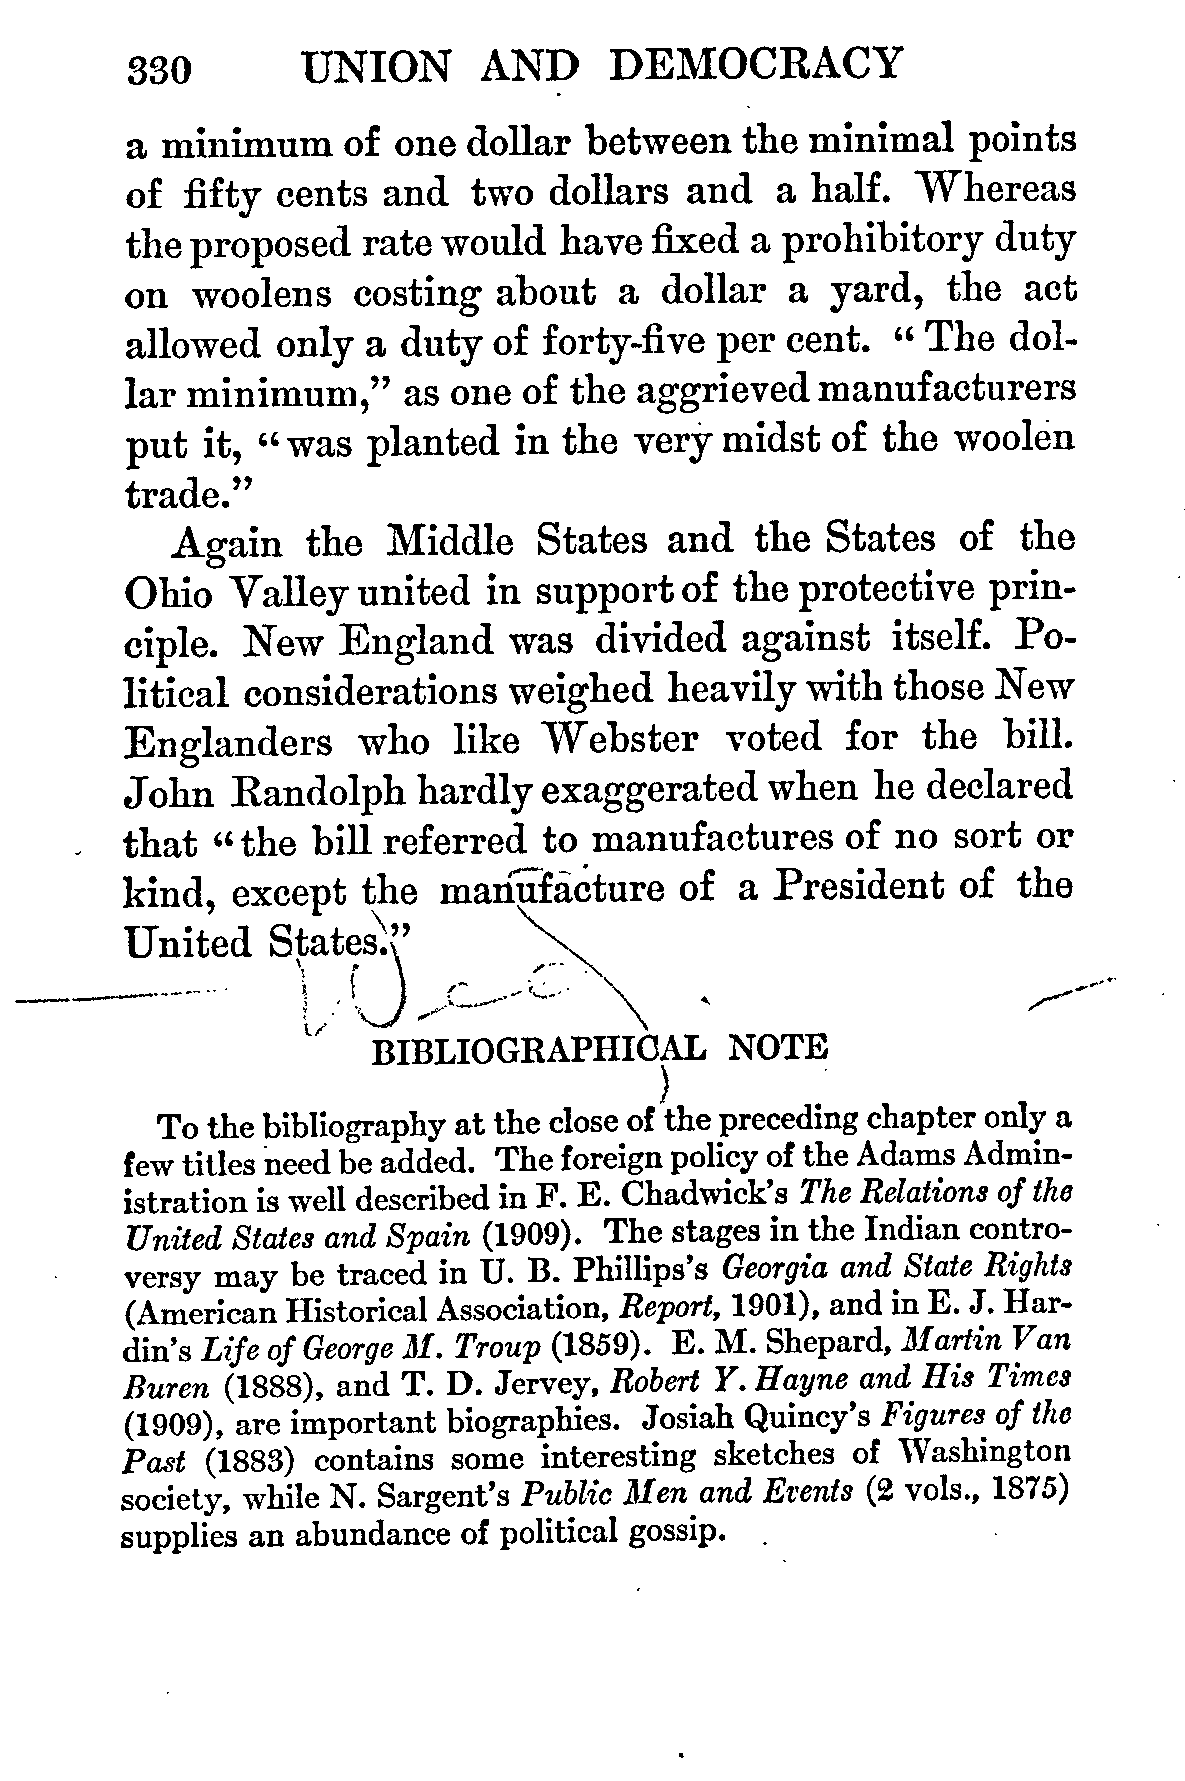 330 UNION AND DEMOCRACY
a minimum of one dollar between the minimal points
of fifty cents and two dollars and a half. Whereas
the proposed rate would have fixed a prohibitory duty
on woolens costing about a dollar a yard, the act
allowed only a duty of forty-five per cent. “The dol-
lar minimum,” as one of the aggrieved manufacturers
put it, “was planted in the very midst of the woolen
trade.”
Again the Middle States and the States of the
Ohio Valley united in support of the protective prin-
ciple. New England was divided against itself. Po-
litical considerations weighed heavily with those New
Englanders who like Webster voted for the bill.
John Randolph hardly exaggerated when he declared
that “the bill referred to manufactures of no sort or
kind, except the manufacture of a President of the
United States.”
BIBLIOGRAPHICAL NOTE
To the bibliography at the close of the preceding chapter only a
few titles need be added. The foreign policy of the Adams Admin-
istration is well described in F. E. Chadwick’s The Relations of the
United States and Spain (1909). The stages in the Indian contro-
versy may be traced in U. B. Phillips’s Georgia and State Rights
(American Historical Association, Report, 1901), and in E. J. Har-
din’s Life of George M. Troup (1859). E. M. Shepard, Martin Van
Buren (1888), and T. D. Jervey, Robert Y. Hayne and His Times
(1909), are important biographies. Josiah Quincy’s Figures of the
Past (1883) contains some interesting sketches of Washington
society, while N. Sargent’s Public Men and Events (2 vols., 1875)
supplies an abundance of political gossip.